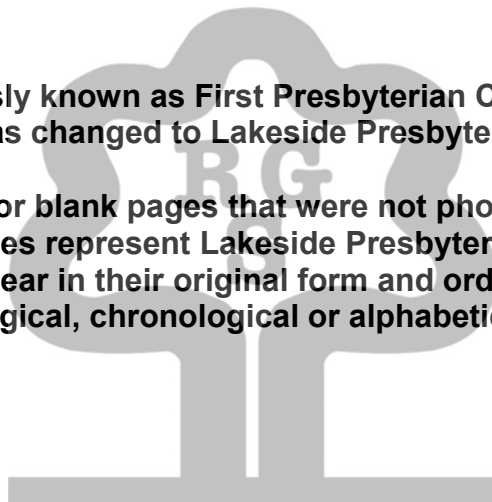 sly known as First Presbyterian C
as changed to Lakeside Presbyte
or blank pages that were not pho
es represent Lakeside Presbyter
ear in their original form and ord
gical, chronological or alphabetic
R G
S